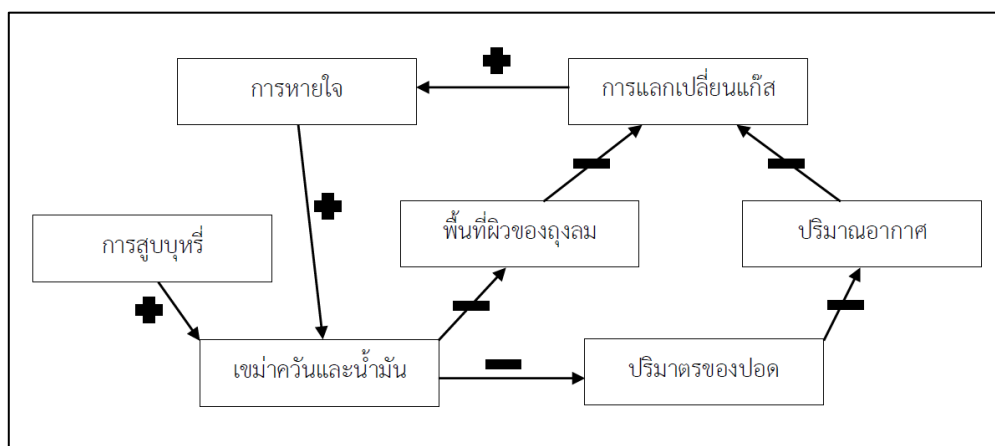 การหายใจ
การแลกเปลี่ยนแก๊ส
การสูบบุหรี่
พื้นที่ผิวของถุงลม
ปริมาณอากาศ
เขม่าควันและน้ำมัน
ปริมาตรของปอด